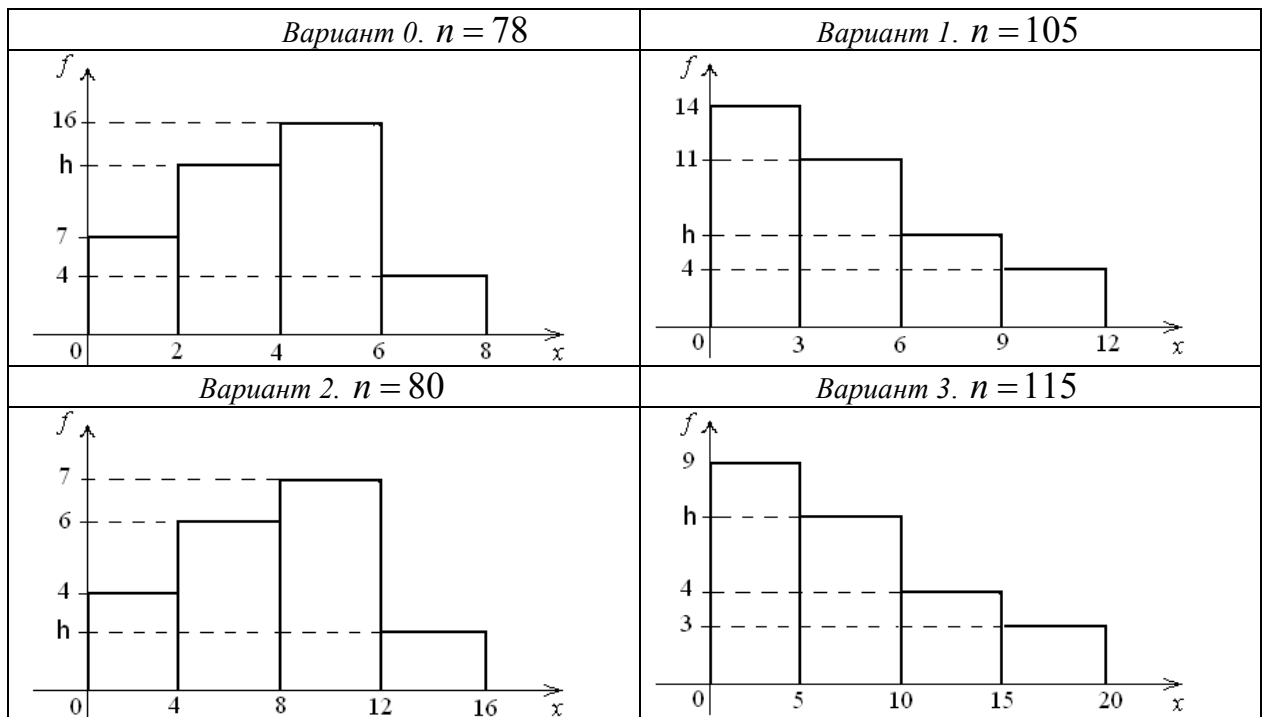 Вариант 0. n = 78
f
16
h
7
4
0 2 4 6 8 x
Вариант 1. n = 105
f
14
11
h
4
0 3 6 9 12 x
Вариант 2. n = 80
f
7
6
4
h
0 4 8 12 16 x
Вариант 3. n = 115
f
9
h
4
3
0 5 10 15 20 x